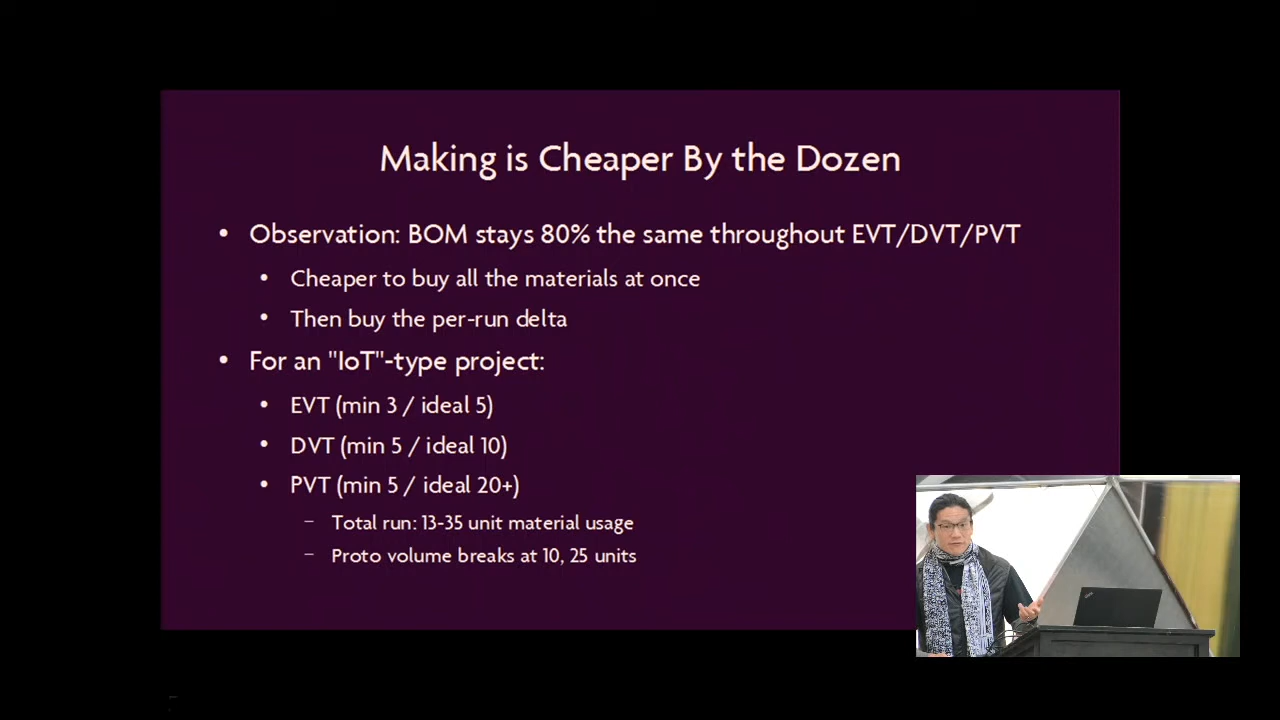 Making is Cheaper By the Dozen
• Observation: BOM stays 80% the same throughout EVT/DVT/PVT
• Cheaper to buy all the materials at once
• Then buy the per-run delta
• For an "IoT"-type project:
• EVT (min 3 / ideal 5)
• DVT (min 5 / ideal 10)
• PVT (min 5 / ideal 20+)
– Total run: 13-35 unit material usage
– Proto volume breaks at 10, 25 units